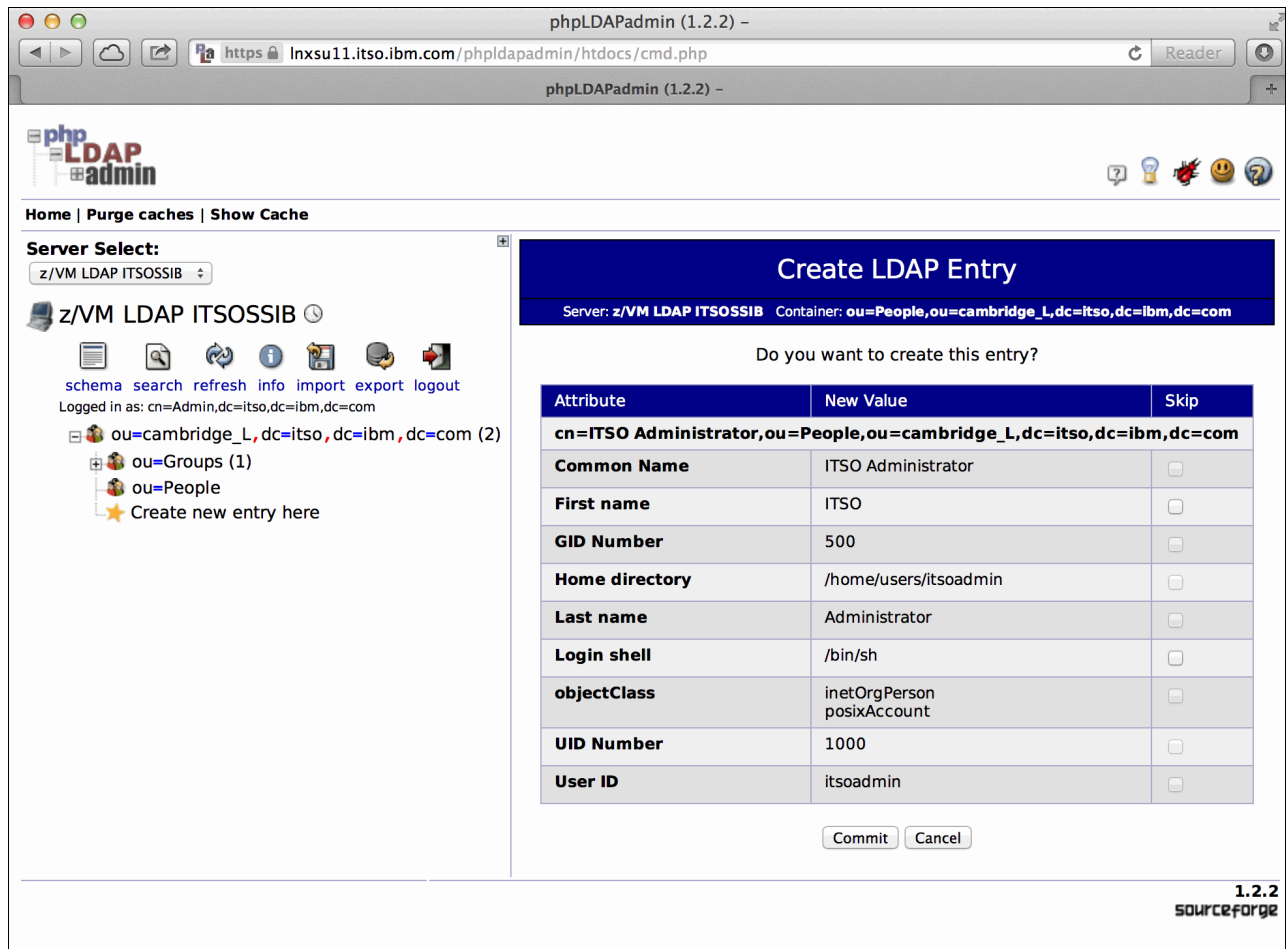 phpLDAPadmin (1.2.2) –
https lnxsu11.itso.ibm.com/phpldapadmin/htdocs/cmd.php
Reader
phpLDAPadmin (1.2.2) –
php
LDAP
admin
Home | Purge caches | Show Cache
Server Select:
z/VM LDAP ITSOSSIB
z/VM LDAP ITSOSSIB
schema search refresh info import export logout
Logged in as: cn=Admin,dc=itso,dc=ibm,dc=com
ou=cambridge_L,dc=itso,dc=ibm,dc=com (2)
ou=Groups (1)
ou=People
Create new entry here
Create LDAP Entry
Server: z/VM LDAP ITSOSSIB Container: ou=People,ou=cambridge_L,dc=itso,dc=ibm,dc=com
Do you want to create this entry?
Attribute New Value Skip
cn=ITSO Administrator,ou=People,ou=cambridge_L,dc=itso,dc=ibm,dc=com
Common Name ITSO Administrator
First name ITSO
GID Number 500
Home directory /home/users/itsoadmin
Last name Administrator
Login shell /bin/sh
objectClass inetOrgPerson
posixAccount
UID Number 1000
User ID itsoadmin
Commit Cancel
1.2.2
sourceforge